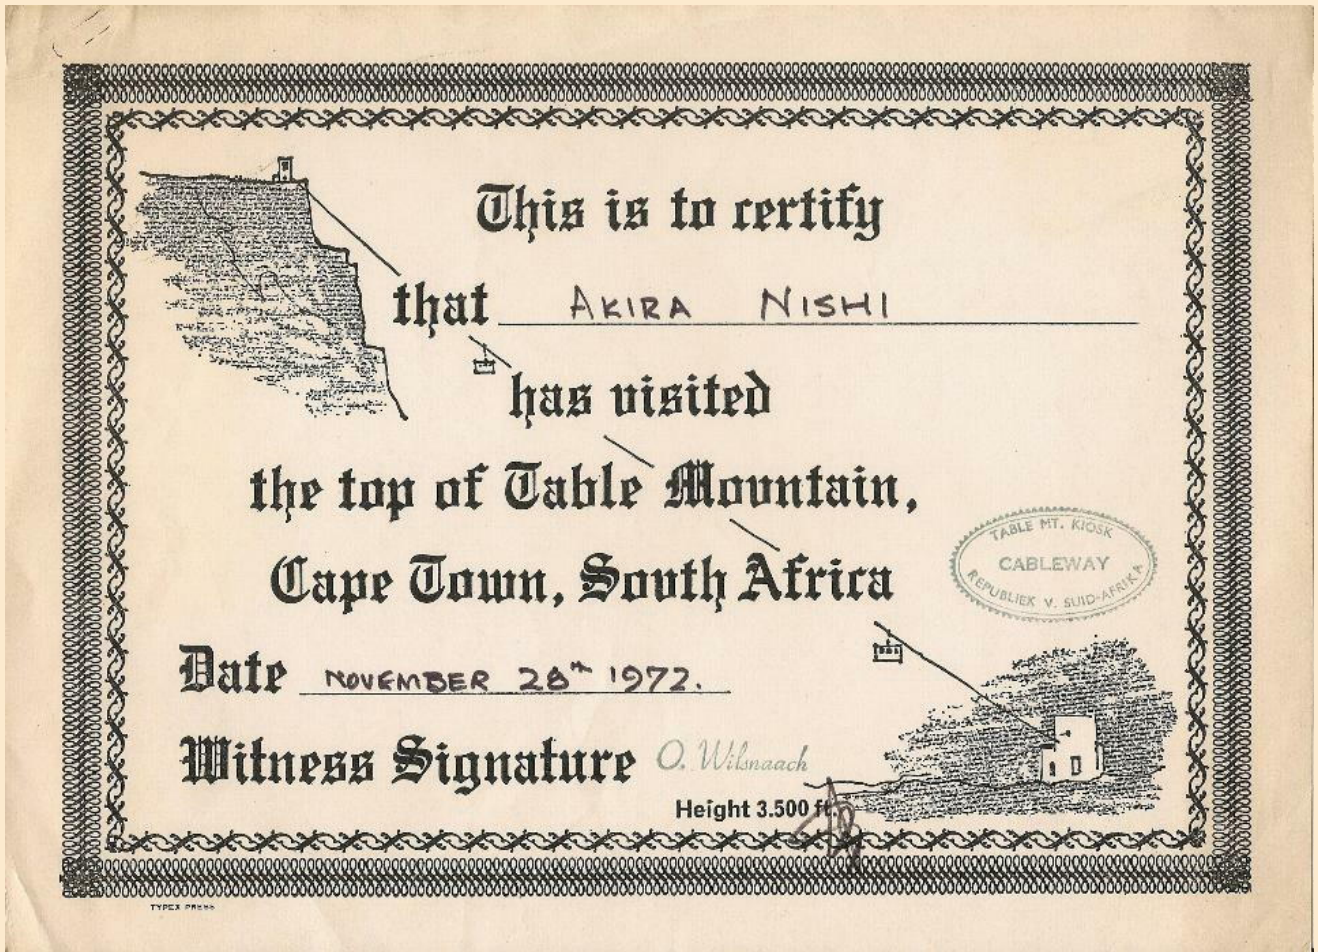 This is to certify
that AKIRA NISHI
has visited
the top of Table Mountain,
Cape Town, South Africa
TABLE MT. KIOSK
CABLEWAY
REPUBLIEK V. SUID-AFRIKA
Date NOVEMBER 28th 1972.
Witness Signature O. Wilsnaach
Height 3.500 ft.
TYPEX PRESS